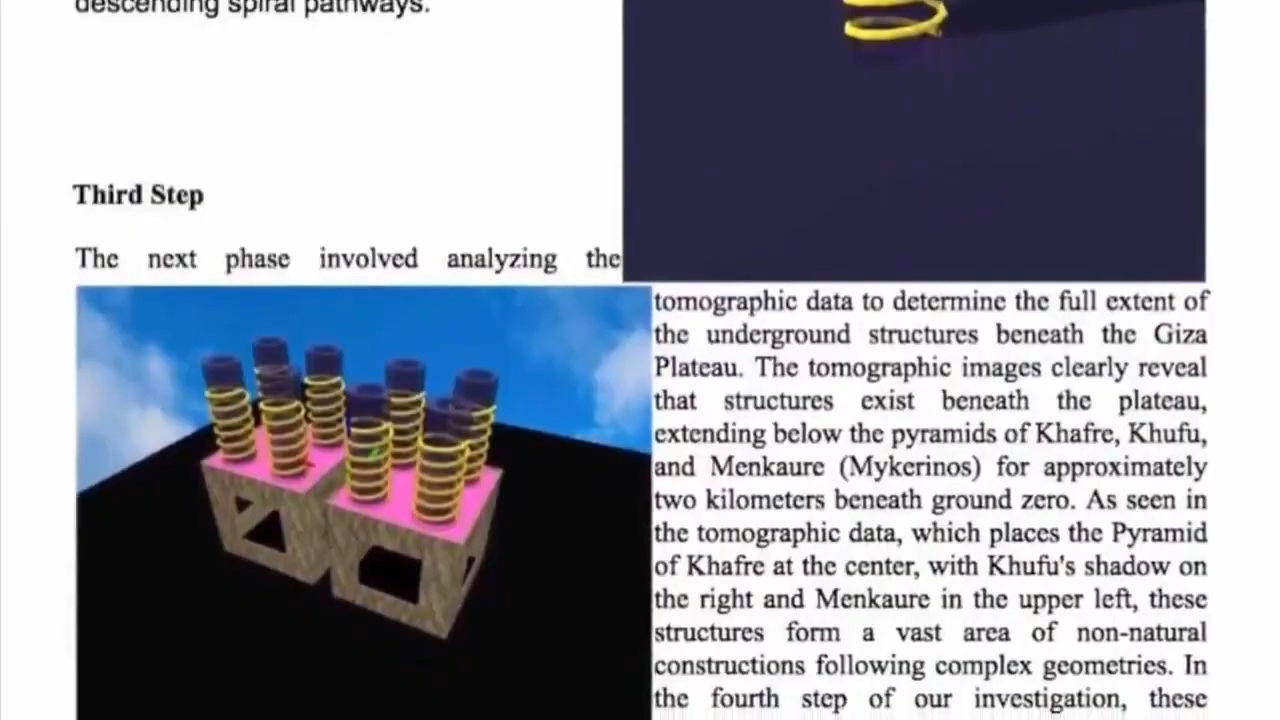 descending spiral pathways.
Third Step
The next phase involved analyzing the
tomographic data to determine the full extent of
the underground structures beneath the Giza
Plateau. The tomographic images clearly reveal
that structures exist beneath the plateau,
extending below the pyramids of Khafre, Khufu,
and Menkaure (Mykerinos) for approximately
two kilometers beneath ground zero. As seen in
the tomographic data, which places the Pyramid
of Khafre at the center, with Khufu's shadow on
the right and Menkaure in the upper left, these
structures form a vast area of non-natural
constructions following complex geometries. In
the fourth step of our investigation, these